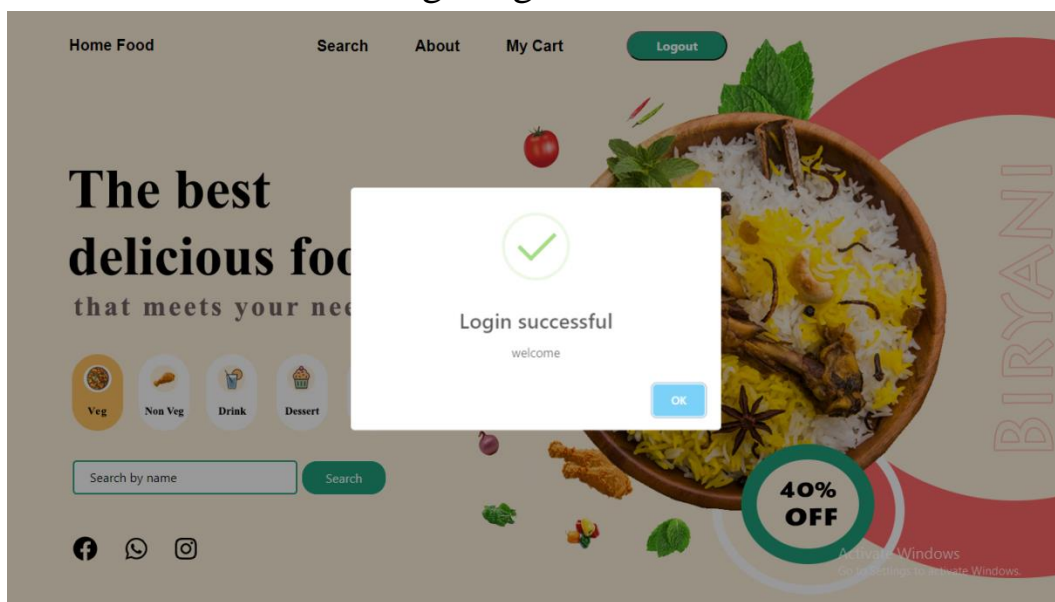 Home Food Search About My Cart Logout
The best
delicious foo
that meets your nee
Veg Non Veg Drink Dessert
Search by name Search
Login successful
welcome
OK
BIRYANI
40%
OFF
Activate Windows
Go to Settings to activate Windows.